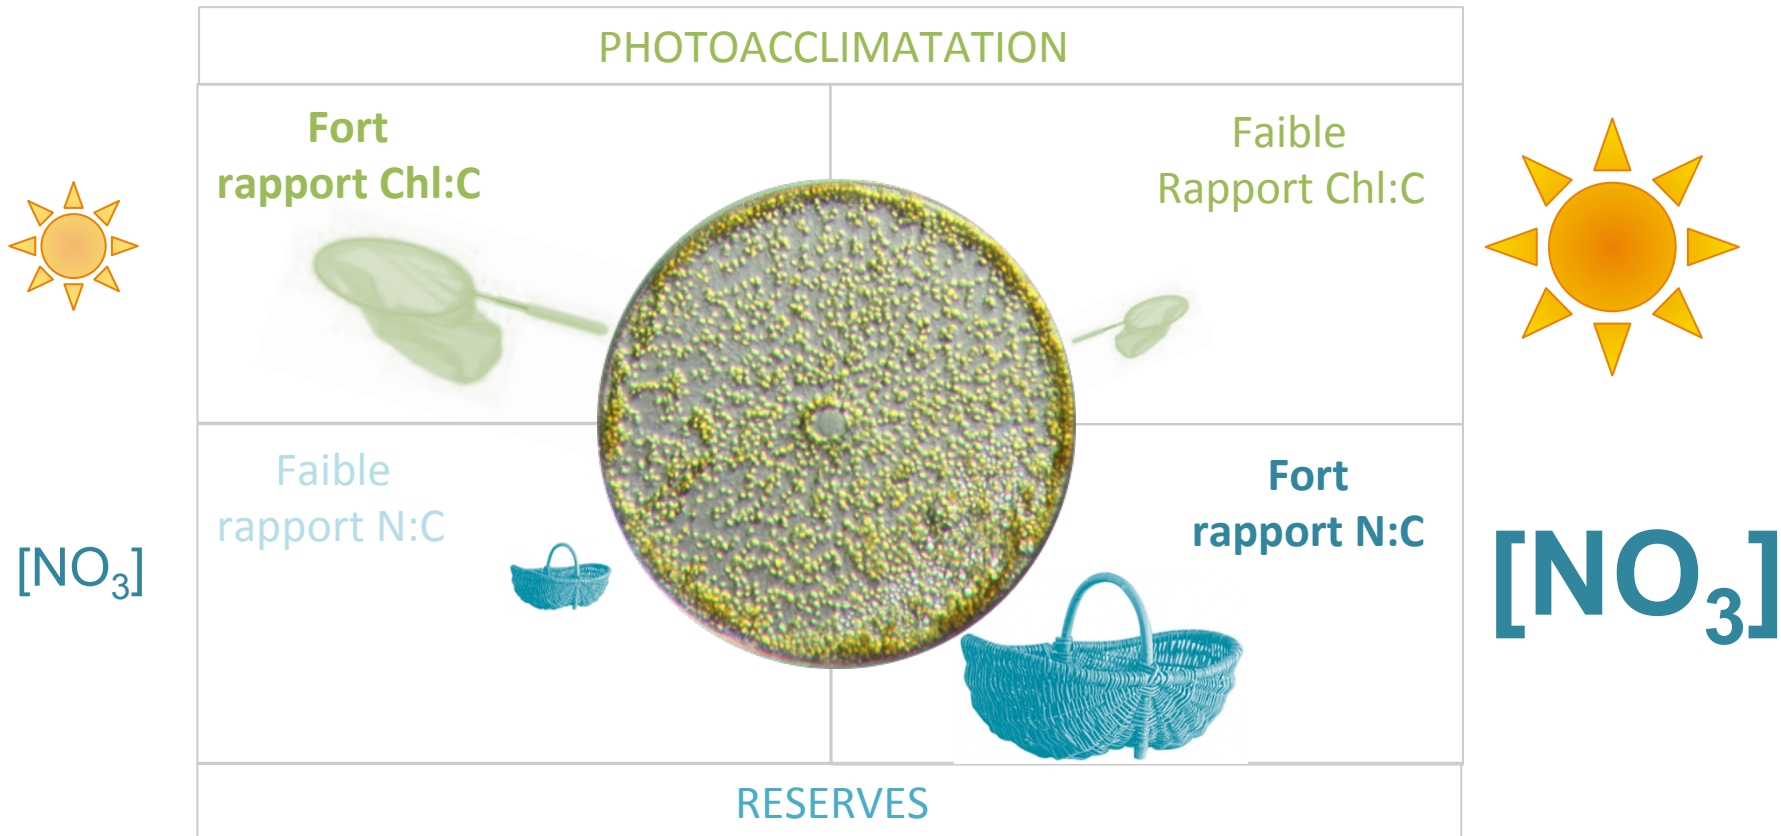 PHOTOACCLIMATATION
Fort
rapport Chl:C
Faible
Rapport Chl:C
Faible
rapport N:C
Fort
rapport N:C
[NO₃]
[NO₃]
RESERVES